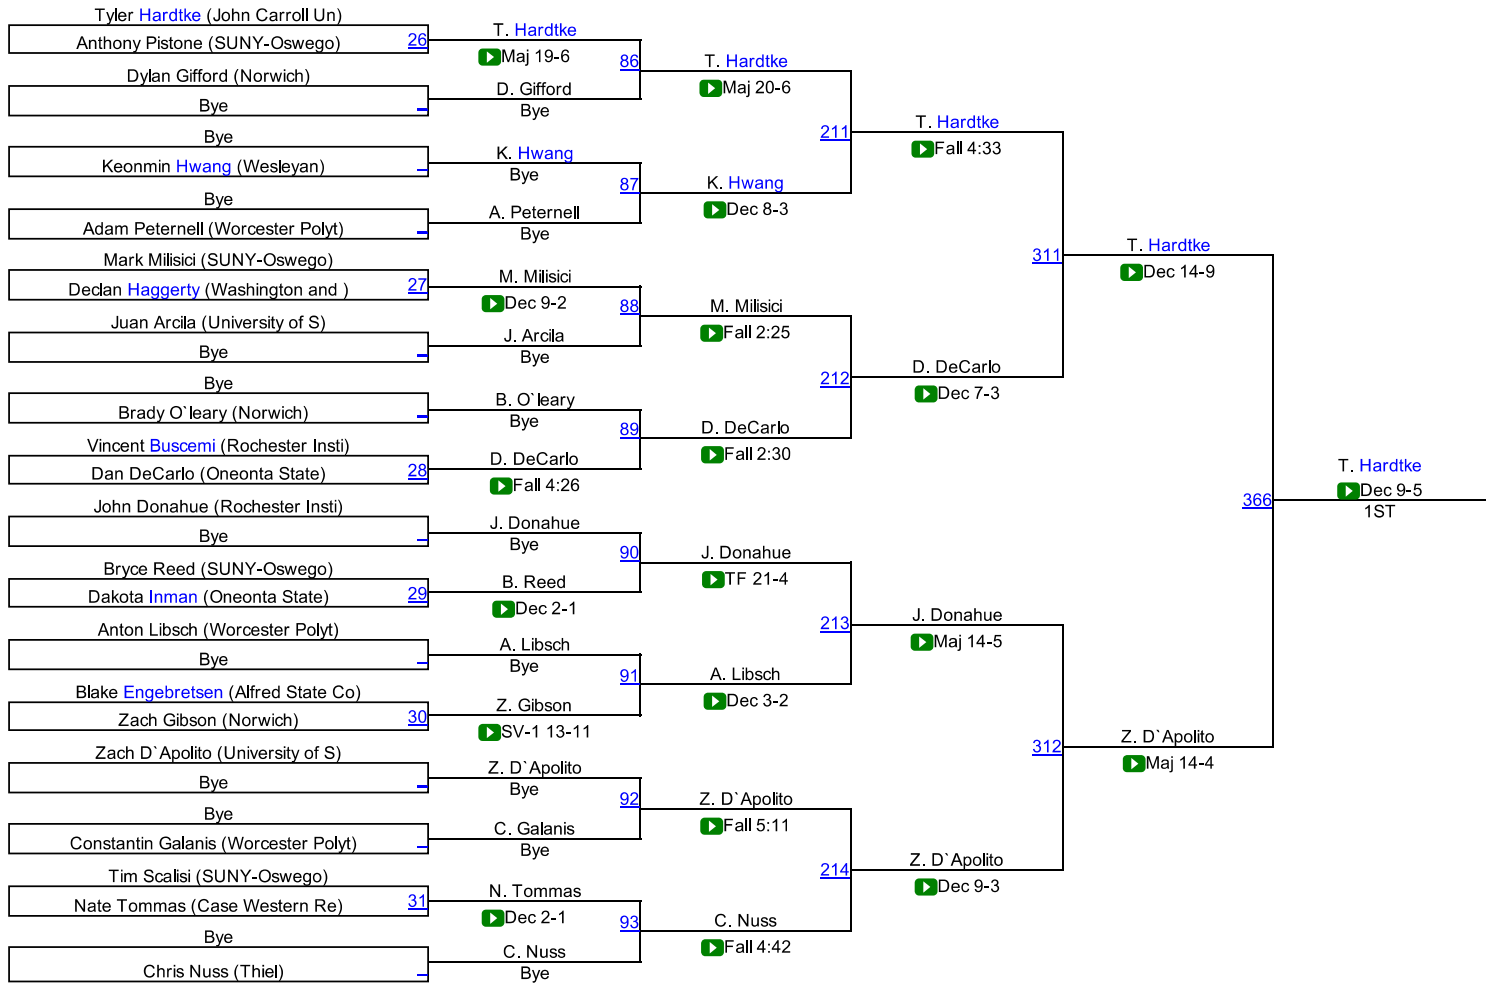 Tyler Hardtke (John Carroll Un)
Anthony Pistone (SUNY-Oswego) 26
Dylan Gifford (Norwich)
Bye
Bye
Keonmin Hwang (Wesleyan)
Bye
Adam Peternell (Worcester Polyt)
Mark Milisici (SUNY-Oswego)
Declan Haggerty (Washington and ) 27
Juan Arcila (University of S)
Bye
Bye
Brady O`leary (Norwich)
Vincent Buscemi (Rochester Insti)
Dan DeCarlo (Oneonta State) 28
John Donahue (Rochester Insti)
Bye
Bryce Reed (SUNY-Oswego)
Dakota Inman (Oneonta State) 29
Anton Libsch (Worcester Polyt)
Bye
Blake Engebretsen (Alfred State Co)
Zach Gibson (Norwich) 30
Zach D`Apolito (University of S)
Bye
Bye
Constantin Galanis (Worcester Polyt)
Tim Scalisi (SUNY-Oswego)
Nate Tommas (Case Western Re) 31
Bye
Chris Nuss (Thiel)
T. Hardtke
Maj 19-6
86
D. Gifford
Bye
K. Hwang
Bye
87
A. Peternell
Bye
M. Milisici
Dec 9-2
88
J. Arcila
Bye
B. O`leary
Bye
89
D. DeCarlo
Fall 4:26
J. Donahue
Bye
90
B. Reed
Dec 2-1
A. Libsch
Bye
91
Z. Gibson
SV-1 13-11
Z. D`Apolito
Bye
92
C. Galanis
Bye
N. Tommas
Dec 2-1
93
C. Nuss
Bye
T. Hardtke
Maj 20-6
211
K. Hwang
Dec 8-3
M. Milisici
Fall 2:25
212
D. DeCarlo
Fall 2:30
J. Donahue
TF 21-4
213
A. Libsch
Dec 3-2
Z. D`Apolito
Fall 5:11
214
C. Nuss
Fall 4:42
T. Hardtke
Fall 4:33
311
D. DeCarlo
Dec 7-3
J. Donahue
Maj 14-5
312
Z. D`Apolito
Dec 9-3
T. Hardtke
Dec 14-9
366
Z. D`Apolito
Maj 14-4
T. Hardtke
Dec 9-5
1ST